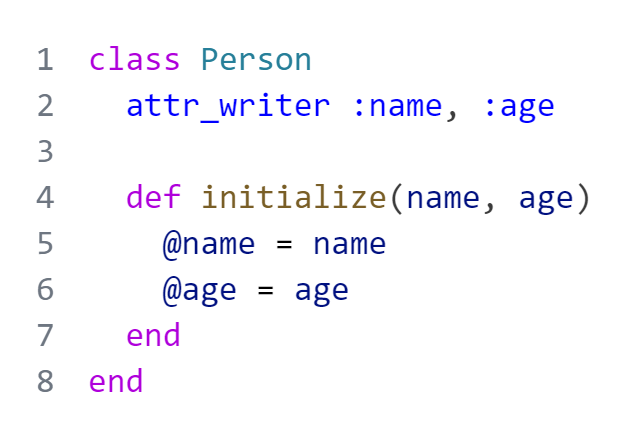 1 class Person
2   attr_writer :name, :age
3
4   def initialize(name, age)
5     @name = name
6     @age = age
7   end
8 end